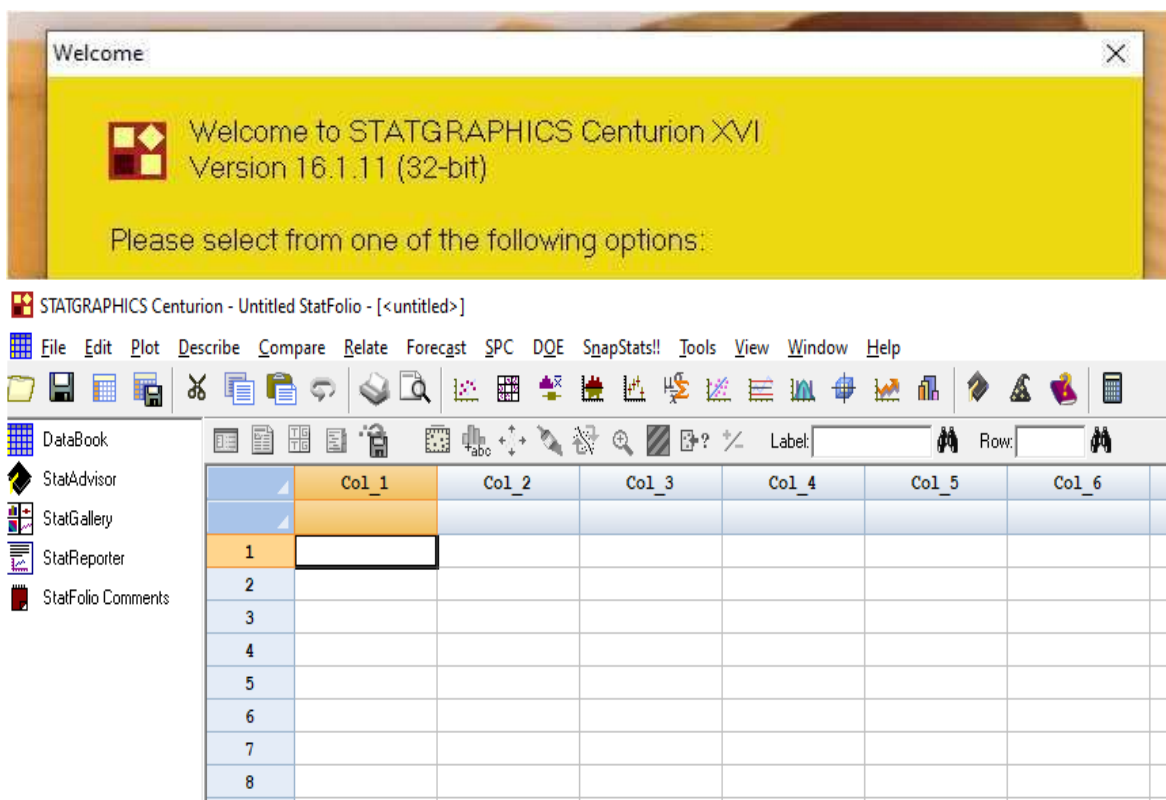 Welcome
Welcome to STATGRAPHICS Centurion XVI
Version 16.1.11 (32-bit)
Please select from one of the following options:
STATGRAPHICS Centurion - Untitled StatFolio - [<untitled>]
File Edit Plot Describe Compare Relate Forecast SPC DOE SnapStats!! Tools View Window Help
DataBook
Label: Row:
StatAdvisor
Col_1 Col_2 Col_3 Col_4 Col_5 Col_6
StatGallery
StatReporter
StatFolio Comments
1
2
3
4
5
6
7
8